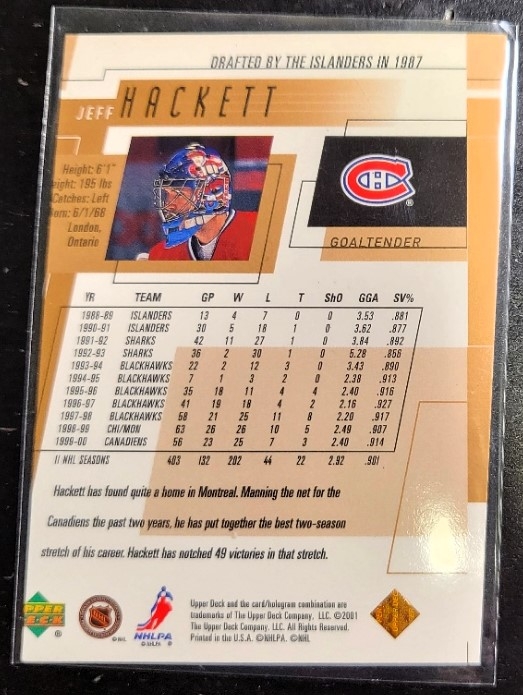 DRAFTED BY THE ISLANDERS IN 1987
JEFF HACKETT
Height: 6'1"
eight: 195 lbs
Catches: Left
Born: 6/1/68
London,
Ontario
GOALTENDER
YR TEAM GP W L T ShO GGA SV%
1988-89 ISLANDERS 13 4 7 0 0 3.53 .881
1990-91 ISLANDERS 30 5 18 1 0 3.62 .877
1991-92 SHARKS 42 11 27 1 0 3.84 .892
1992-93 SHARKS 36 2 30 1 0 5.28 .856
1993-94 BLACKHAWKS 22 2 12 3 0 3.43 .890
1994-95 BLACKHAWKS 7 1 3 2 0 2.38 .913
1995-96 BLACKHAWKS 35 18 11 4 4 2.40 .916
1996-97 BLACKHAWKS 41 19 18 4 2 2.16 .927
1997-98 BLACKHAWKS 58 21 25 11 8 2.20 .917
1998-99 CHI/MON 63 26 26 10 5 2.49 .907
1999-00 CANADIENS 56 23 25 7 3 2.40 .914
11 NHL SEASONS 403 132 202 44 22 2.92 .901
Hackett has found quite a home in Montreal. Manning the net for the
Canadiens the past two years, he has put together the best two-season
stretch of his career. Hackett has notched 49 victories in that stretch.
UPPER
DECK
®
NHL
©NHL
NHLPA
Upper Deck and the card/hologram combination are
trademarks of The Upper Deck Company, LLC. ©2001
The Upper Deck Company, LLC. All Rights Reserved.
Printed in the U.S.A. ©NHLPA. ©NHL